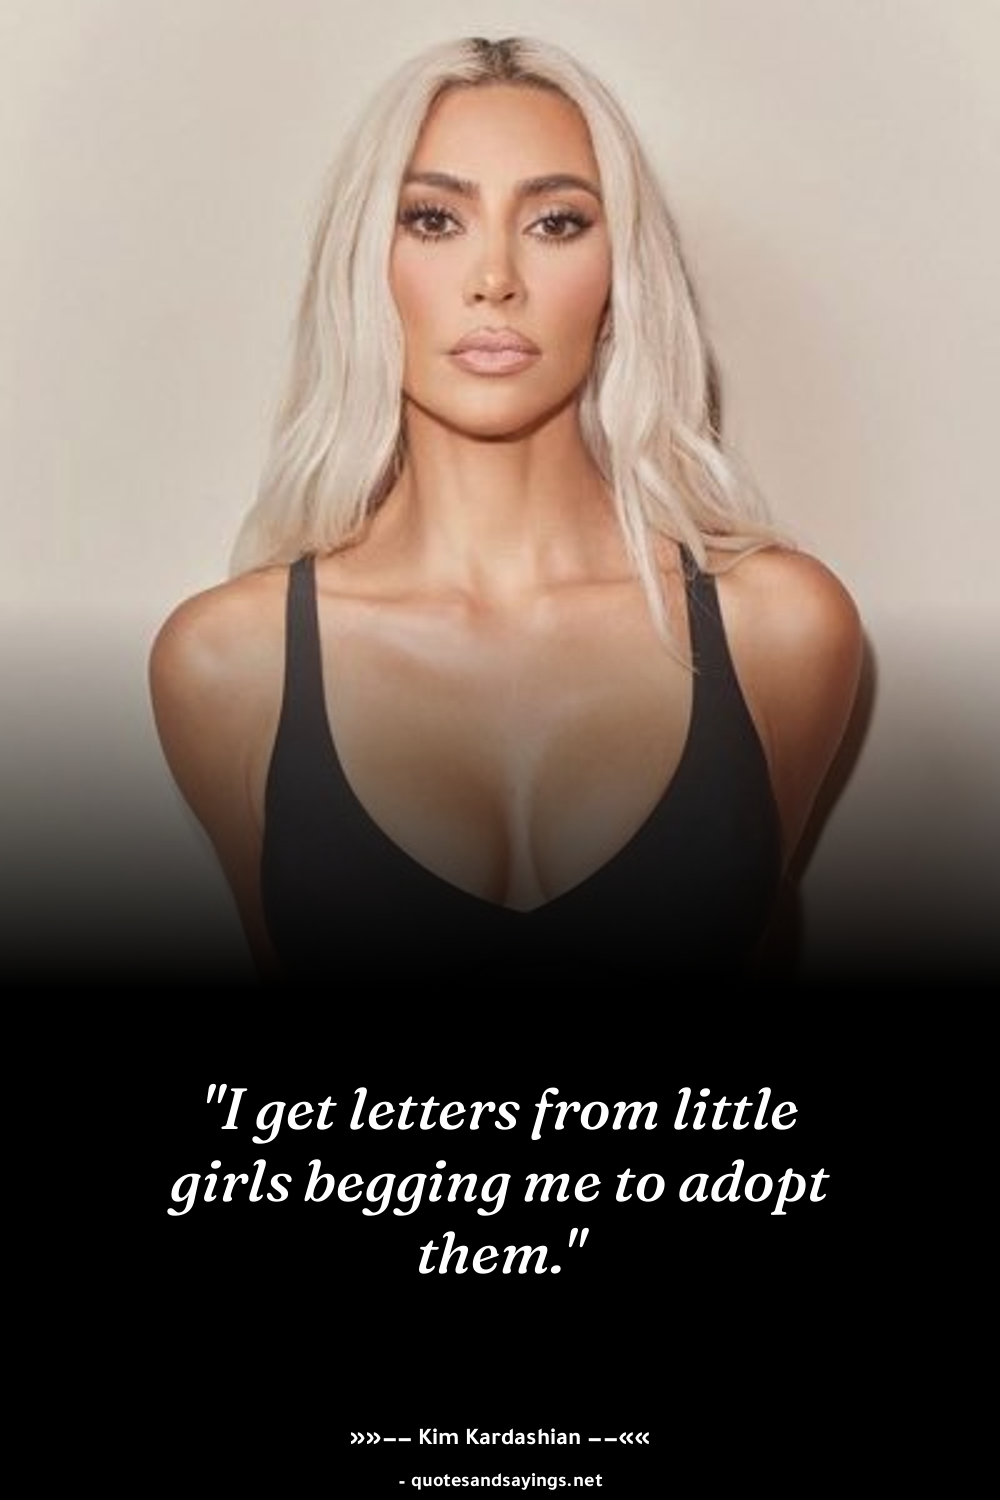 "I get letters from little
girls begging me to adopt
them."
»»–– Kim Kardashian ––««
- quotesandsayings.net